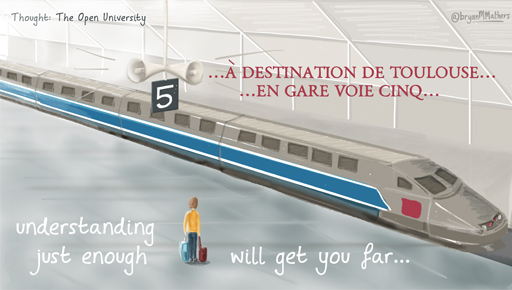 Thought: The Open University
@bryanMMathers
...À DESTINATION DE TOULOUSE...
...EN GARE VOIE CINQ...
5
understanding
just enough will get you far...